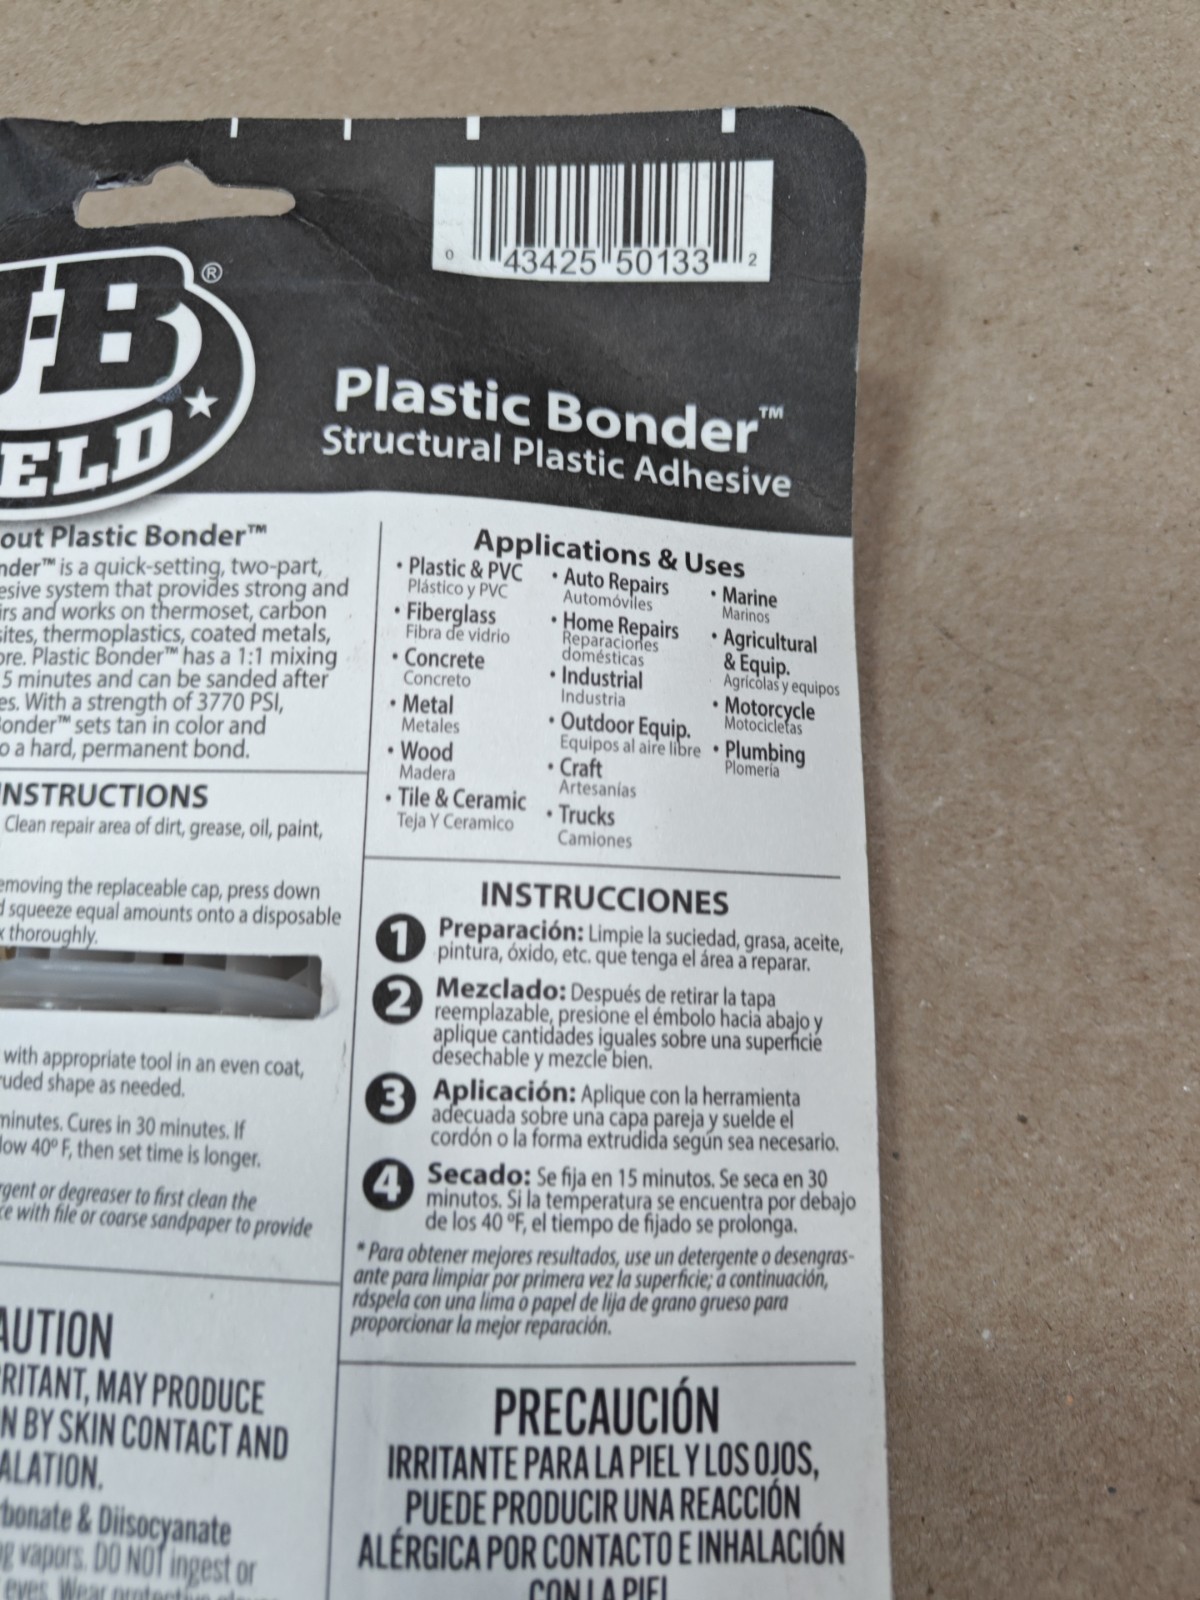 0 43425 50133 2
JB
®
ELD
Plastic Bonder™
Structural Plastic Adhesive
out Plastic Bonder™
nder™ is a quick-setting, two-part,
esive system that provides strong and
irs and works on thermoset, carbon
sites, thermoplastics, coated metals,
ore. Plastic Bonder™ has a 1:1 mixing
5 minutes and can be sanded after
es. With a strength of 3770 PSI,
onder™ sets tan in color and
o a hard, permanent bond.
NSTRUCTIONS
Clean repair area of dirt, grease, oil, paint,
emoving the replaceable cap, press down
d squeeze equal amounts onto a disposable
x thoroughly.
with appropriate tool in an even coat,
ruded shape as needed.
minutes. Cures in 30 minutes. If
low 40º F, then set time is longer.
rgent or degreaser to first clean the
ce with file or coarse sandpaper to provide
AUTION
RITANT, MAY PRODUCE
N BY SKIN CONTACT AND
ALATION.
bonate & Diisocyanate
g vapors. DO NOT ingest or
eyes. Wear protective
Applications & Uses
• Plastic & PVC
Plástico y PVC
• Fiberglass
Fibra de vidrio
• Concrete
Concreto
• Metal
Metales
• Wood
Madera
• Tile & Ceramic
Teja Y Ceramico
• Auto Repairs
Automóviles
• Home Repairs
Reparaciones
domésticas
• Industrial
Industria
• Outdoor Equip.
Equipos al aire libre
• Craft
Artesanías
• Trucks
Camiones
• Marine
Marinos
• Agricultural
& Equip.
Agrícolas y equipos
• Motorcycle
Motocicletas
• Plumbing
Plomería
INSTRUCCIONES
1 Preparación: Limpie la suciedad, grasa, aceite,
pintura, óxido, etc. que tenga el área a reparar.
2 Mezclado: Después de retirar la tapa
reemplazable, presione el émbolo hacia abajo y
aplique cantidades iguales sobre una superficie
desechable y mezcle bien.
3 Aplicación: Aplique con la herramienta
adecuada sobre una capa pareja y suelde el
cordón o la forma extrudida según sea necesario.
4 Secado: Se fija en 15 minutos. Se seca en 30
minutos. Si la temperatura se encuentra por debajo
de los 40 ºF, el tiempo de fijado se prolonga.
* Para obtener mejores resultados, use un detergente o desengras-
ante para limpiar por primera vez la superficie; a continuación,
ráspela con una lima o papel de lija de grano grueso para
proporcionar la mejor reparación.
PRECAUCIÓN
IRRITANTE PARA LA PIEL Y LOS OJOS,
PUEDE PRODUCIR UNA REACCIÓN
ALÉRGICA POR CONTACTO E INHALACIÓN
CON LA PIEL